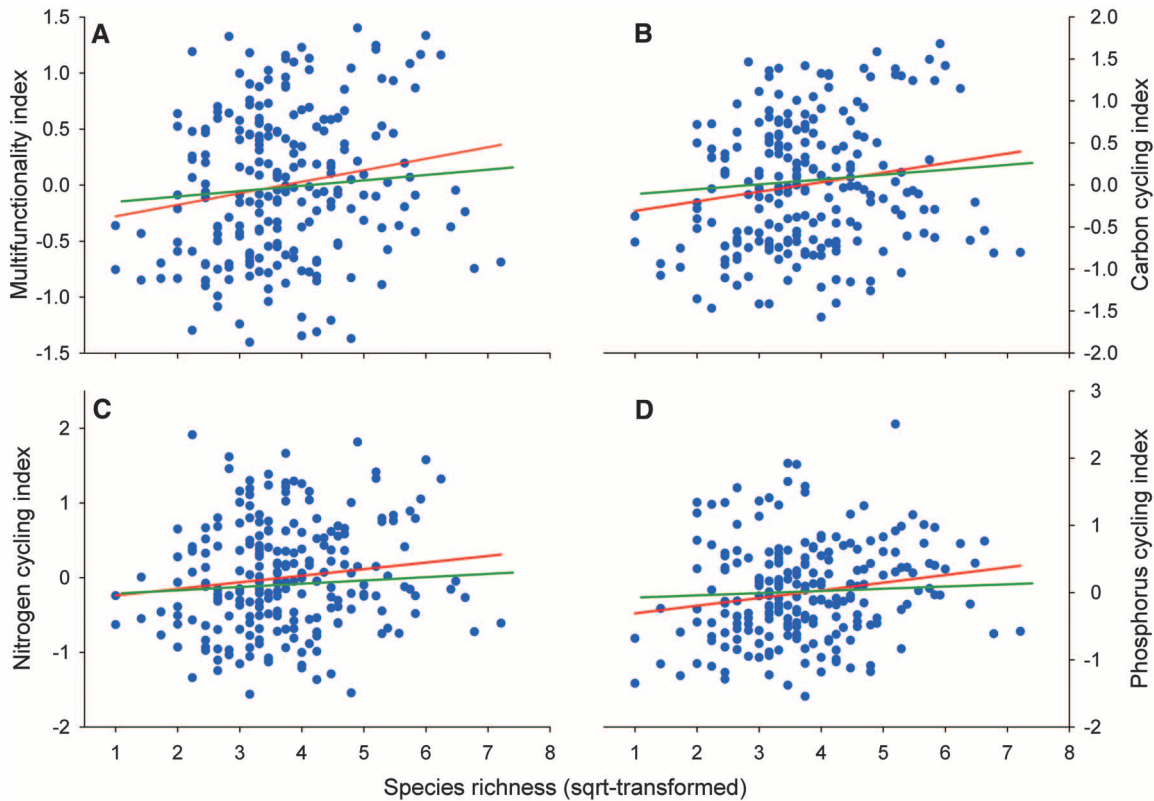 A
B
Multifunctionality index
1.5
1.0
0.5
0.0
-0.5
-1.0
-1.5
2.0
1.5
1.0
0.5
0.0
-0.5
-1.0
-1.5
-2.0
Carbon cycling index
C
D
Nitrogen cycling index
2
1
0
-1
-2
3
2
1
0
-1
-2
Phosphorus cycling index
1 2 3 4 5 6 7 8
1 2 3 4 5 6 7 8
Species richness (sqrt-transformed)